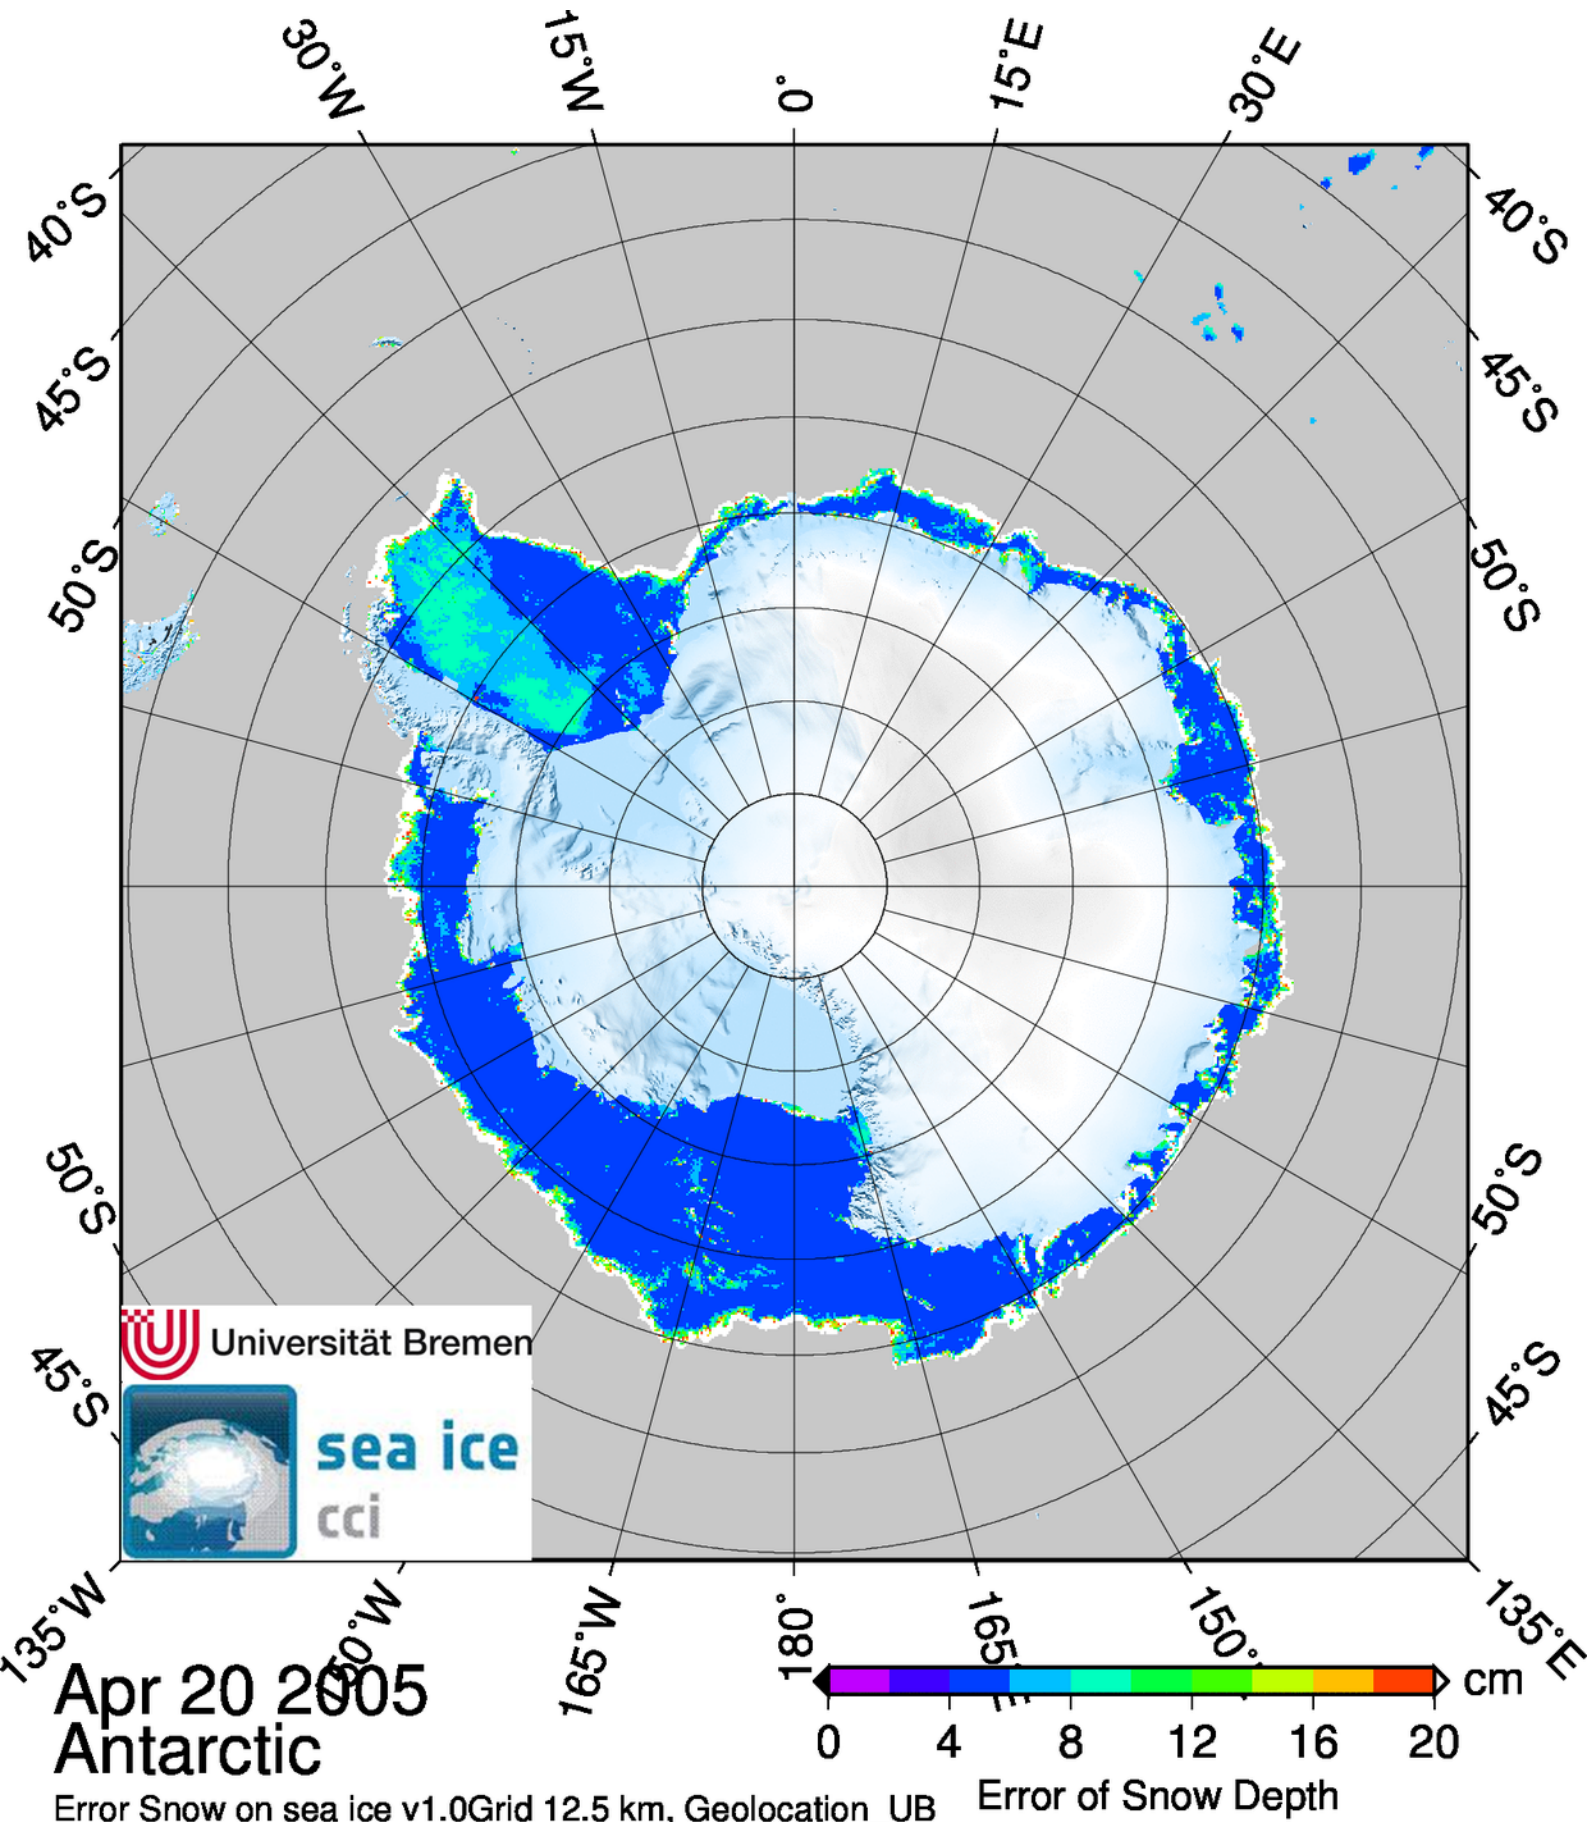 30°W
15°W
0°
15°E
30°E
40°S
40°S
45°S
45°S
50°S
50°S
50°S
50°S
45°S
45°S
Universität Bremen
sea ice
cci
135°W
165°W
180°
165°
150°
135°E
Apr 20 2005
Antarctic
cm
0 4 8 12 16 20
Error of Snow Depth
Error Snow on sea ice v1.0Grid 12.5 km, Geolocation UB